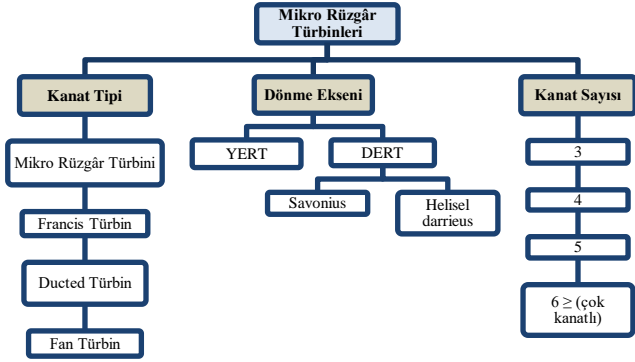 Mikro Rüzgâr
Türbinleri
Kanat Tipi
Dönme Ekseni
Kanat Sayısı
Mikro Rüzgâr Türbini
Francis Türbin
Ducted Türbin
Fan Türbin
YERT
DERT
Savonius
Helisel
darrieus
3
4
5
6 ≥ (çok
kanatlı)